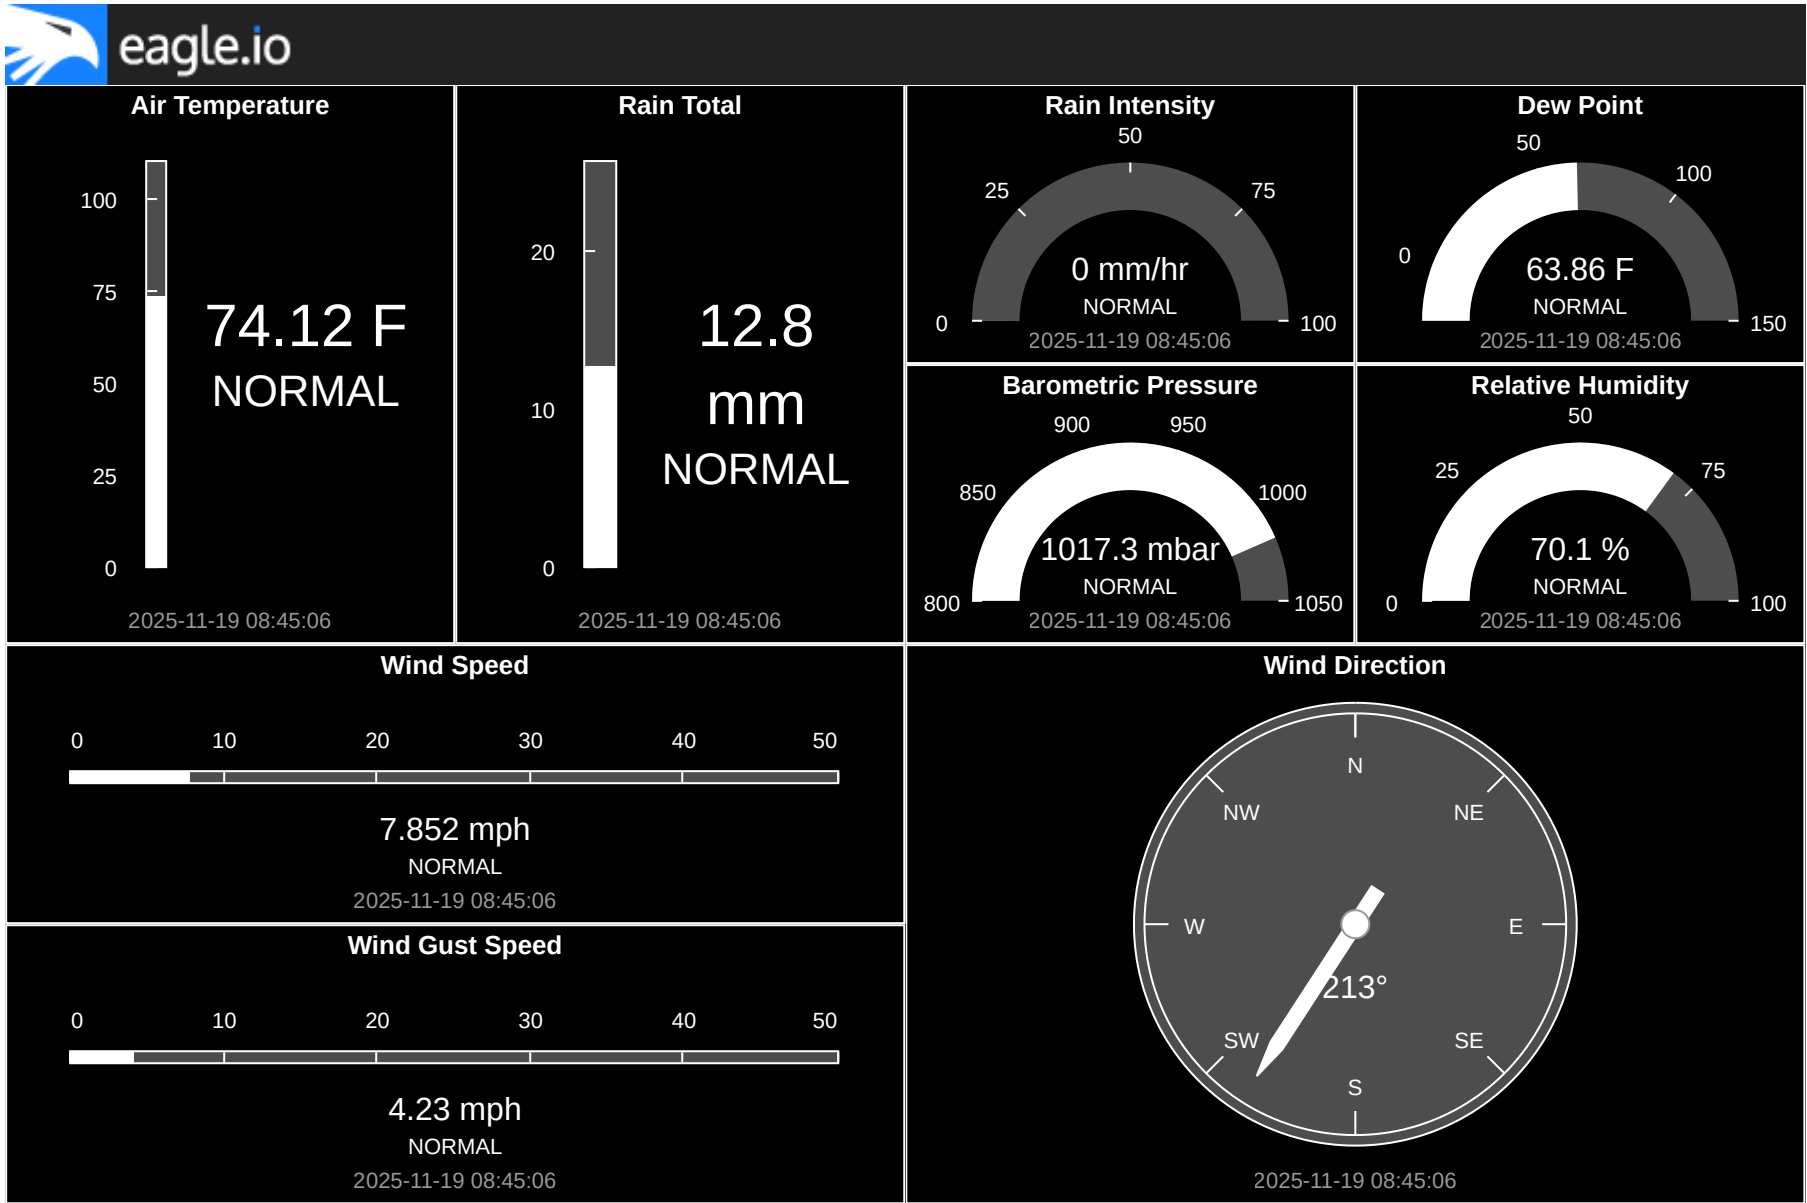 eagle.io
Air Temperature
100
75
50
25
0
74.12 F
NORMAL
2025-11-19 08:45:06
Rain Total
20
10
0
12.8
mm
NORMAL
2025-11-19 08:45:06
Rain Intensity
50
25
75
0
100
0 mm/hr
NORMAL
2025-11-19 08:45:06
Dew Point
50
100
0
150
63.86 F
NORMAL
2025-11-19 08:45:06
Barometric Pressure
900
950
850
1000
800
1050
1017.3 mbar
NORMAL
2025-11-19 08:45:06
Relative Humidity
50
25
75
0
100
70.1 %
NORMAL
2025-11-19 08:45:06
Wind Speed
0 10 20 30 40 50
7.852 mph
NORMAL
2025-11-19 08:45:06
Wind Gust Speed
0 10 20 30 40 50
4.23 mph
NORMAL
2025-11-19 08:45:06
Wind Direction
N
NW NE
W E
213°
SW SE
S
2025-11-19 08:45:06